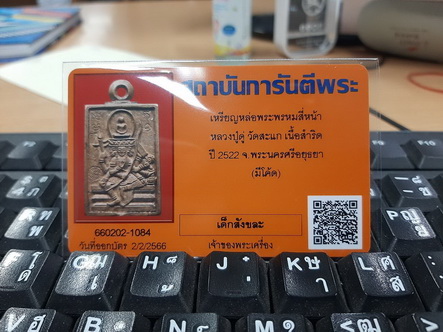 สถาบันการันตีพระ
เหรียญหล่อพระพรหมสี่หน้า
หลวงปู่ดู่ วัดสะแก เนื้อสำริด
ปี 2522 จ.พระนครศรีอยุธยา
(มีโค้ด)
660202-1084
วันที่ออกบัตร 2/2/2566
เด็กสังขละ
เจ้าของพระเครื่อง
G
H
J
K ษ
L ศ
B
N
M